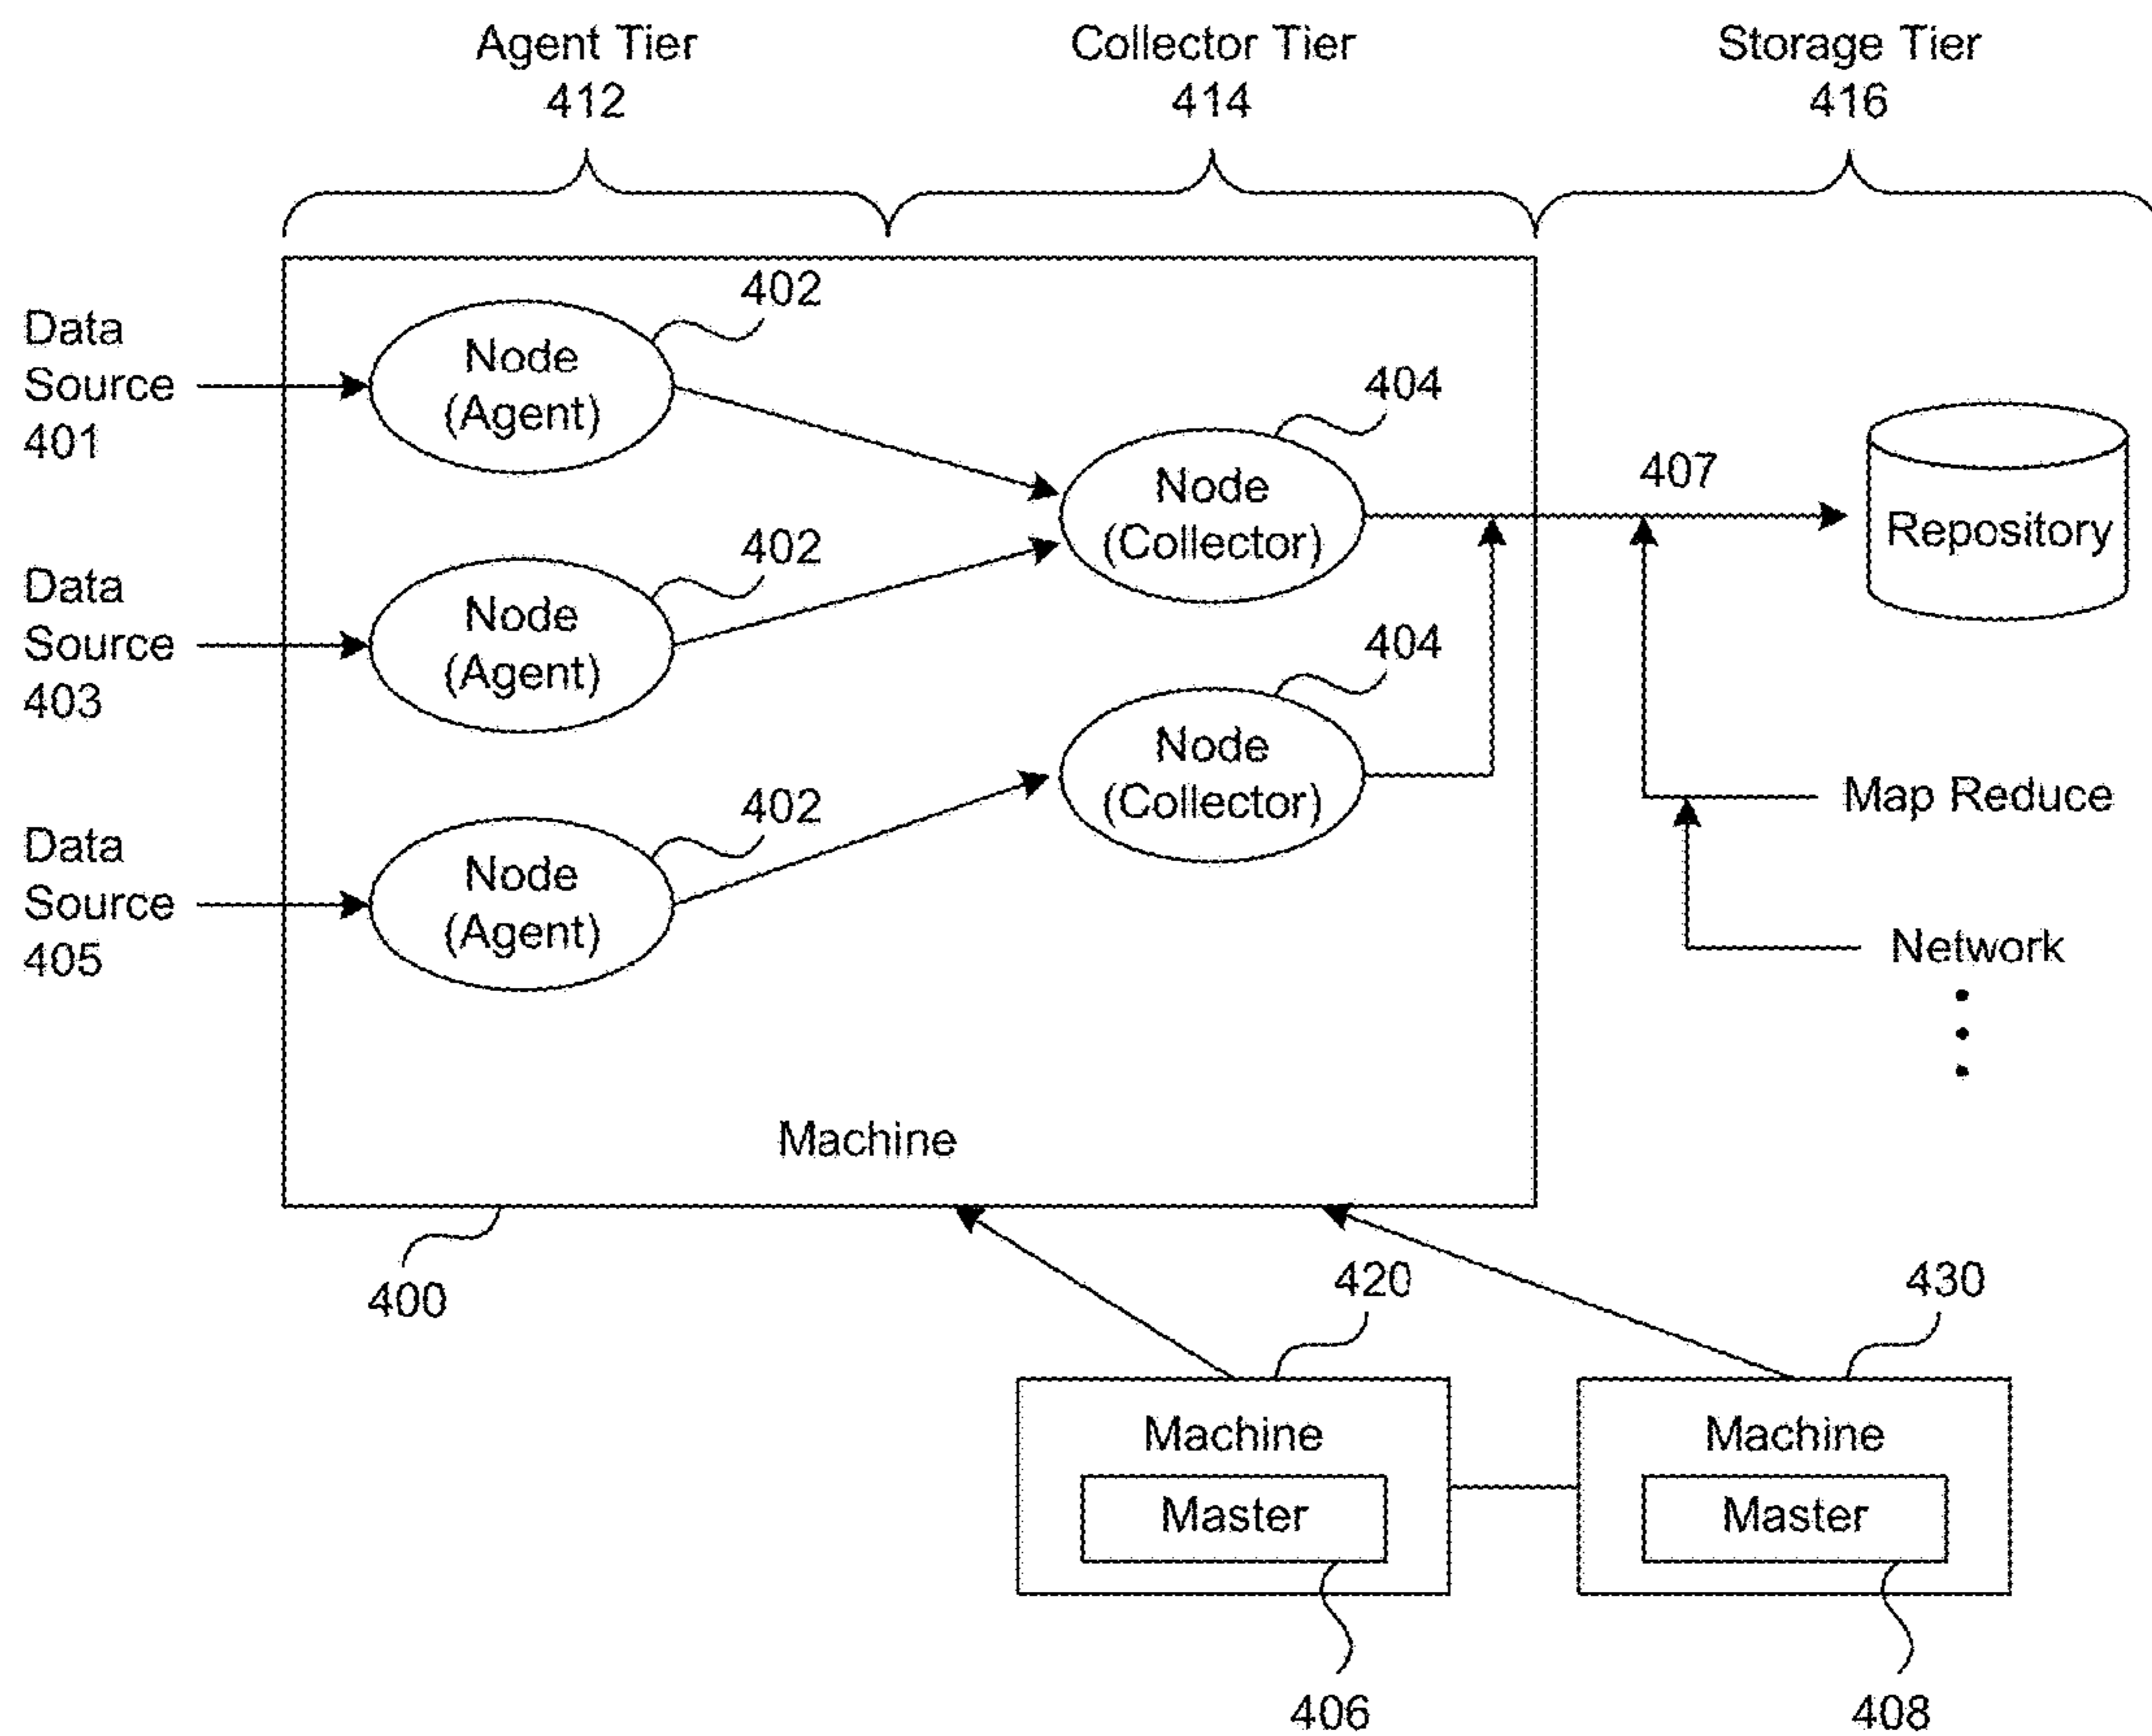 Agent Tier
412
Collector Tier
414
Storage Tier
416
Data
Source
401
402
Node
(Agent)
404
Node
(Collector)
407
Repository
Data
Source
403
402
Node
(Agent)
404
Node
(Collector)
Map Reduce
Data
Source
405
402
Node
(Agent)
Network
Machine
400
420
430
Machine
Master
Machine
Master
406
408